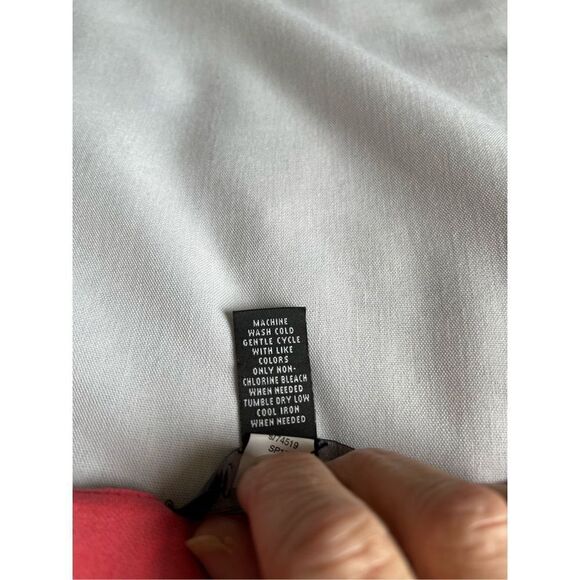 MACHINE
WASH COLD
GENTLE CYCLE
WITH LIKE
COLORS
ONLY NON-
CHLORINE BLEACH
WHEN NEEDED
TUMBLE DRY LOW
COOL IRON
WHEN NEEDED